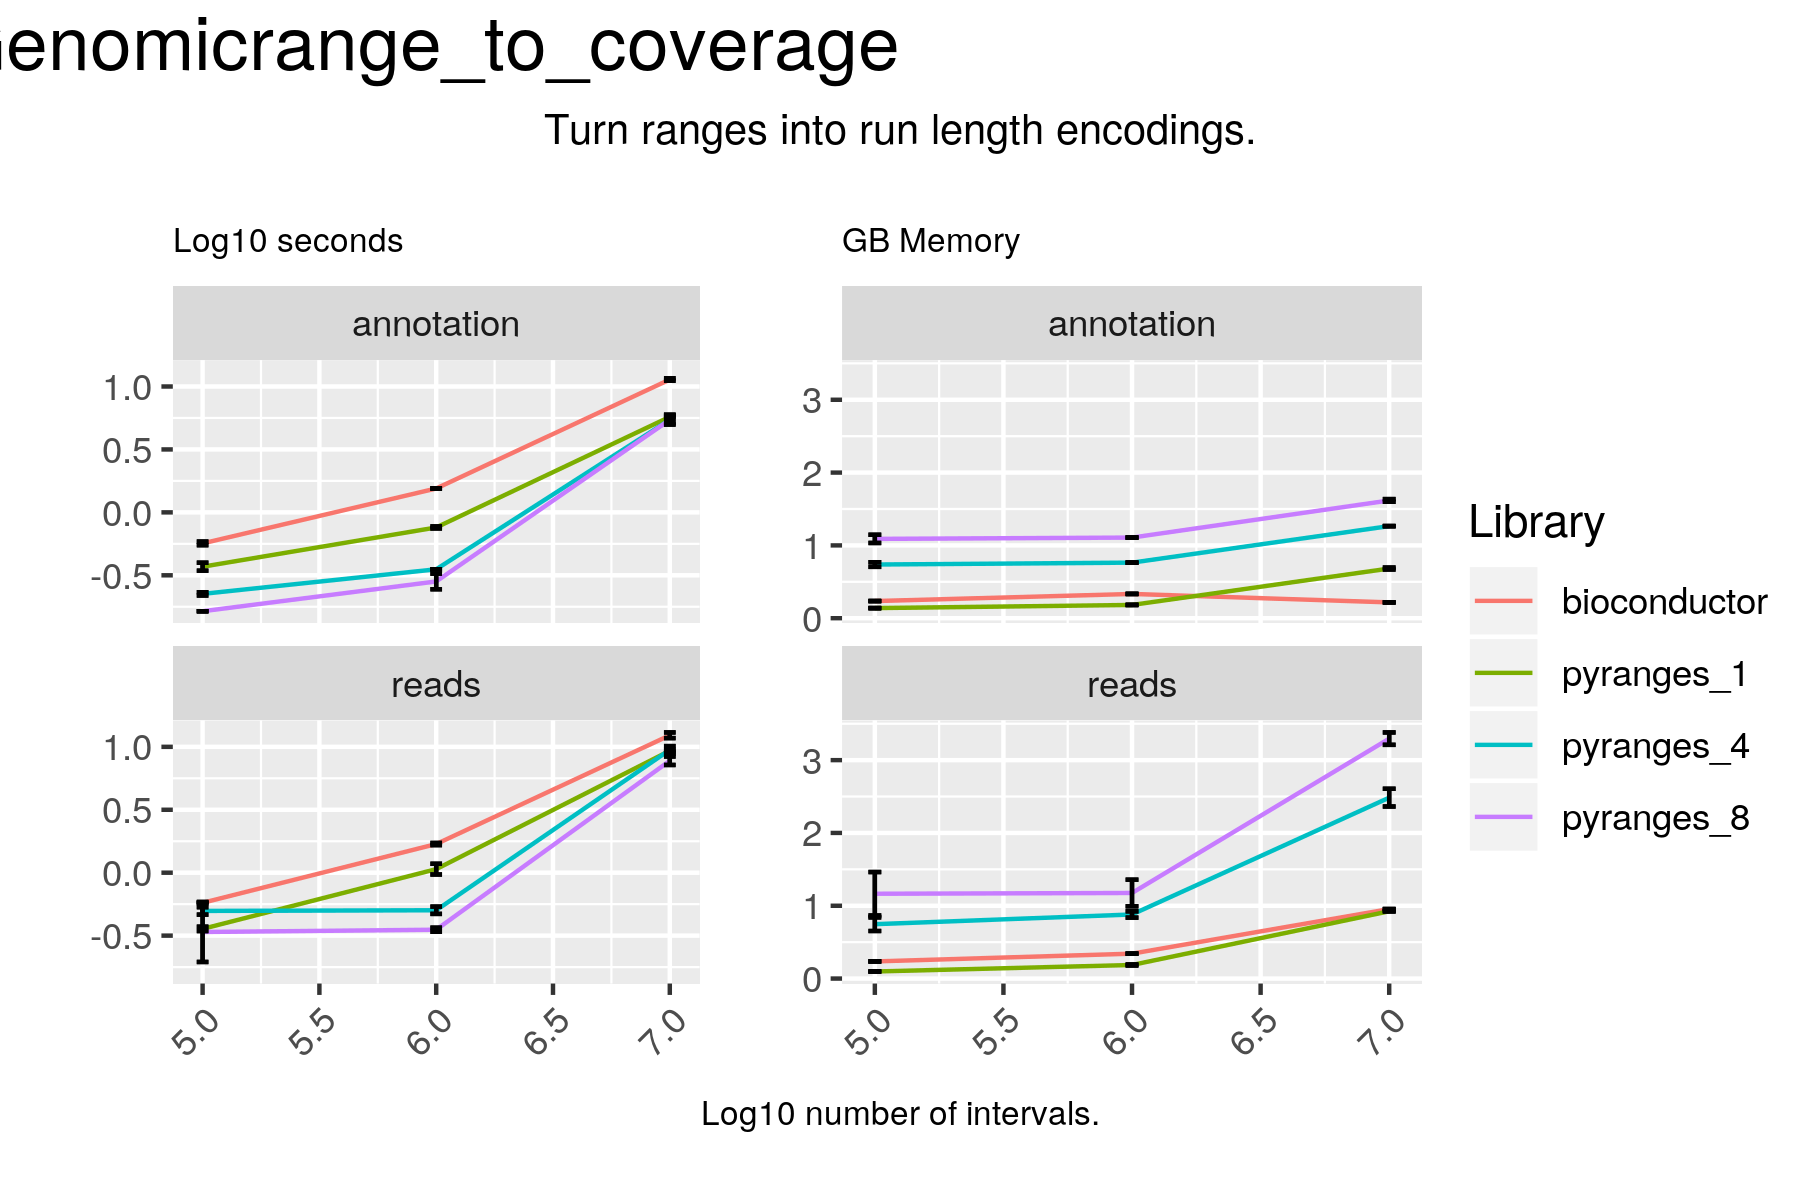 enomicrange_to_coverage
Turn ranges into run length encodings.
Log10 seconds
GB Memory
annotation
annotation
1.0
0.5
0.0
-0.5
3
2
1
0
reads
reads
1.0
0.5
0.0
-0.5
3
2
1
0
5.0 5.5 6.0 6.5 7.0
5.0 5.5 6.0 6.5 7.0
Log10 number of intervals.
Library
bioconductor
pyranges_1
pyranges_4
pyranges_8